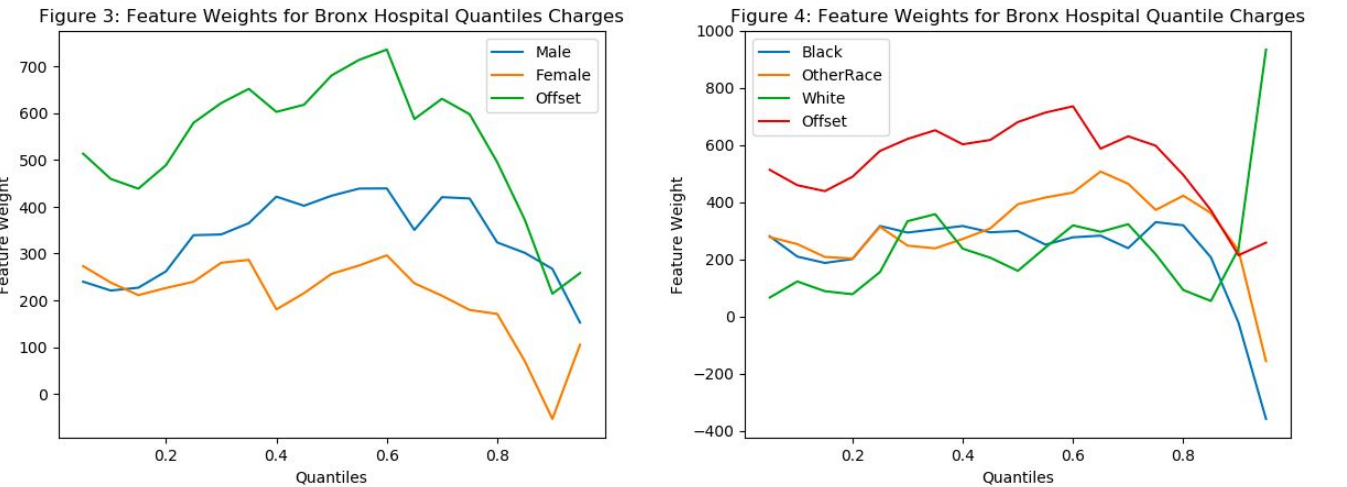 Figure 3: Feature Weights for Bronx Hospital Quantiles Charges
700
600
500
400
300
200
100
0
Feature Weight
Male
Female
Offset
0.2 0.4 0.6 0.8
Quantiles
Figure 4: Feature Weights for Bronx Hospital Quantile Charges
1000
800
600
400
200
0
−200
−400
Feature Weight
Black
OtherRace
White
Offset
0.2 0.4 0.6 0.8
Quantiles